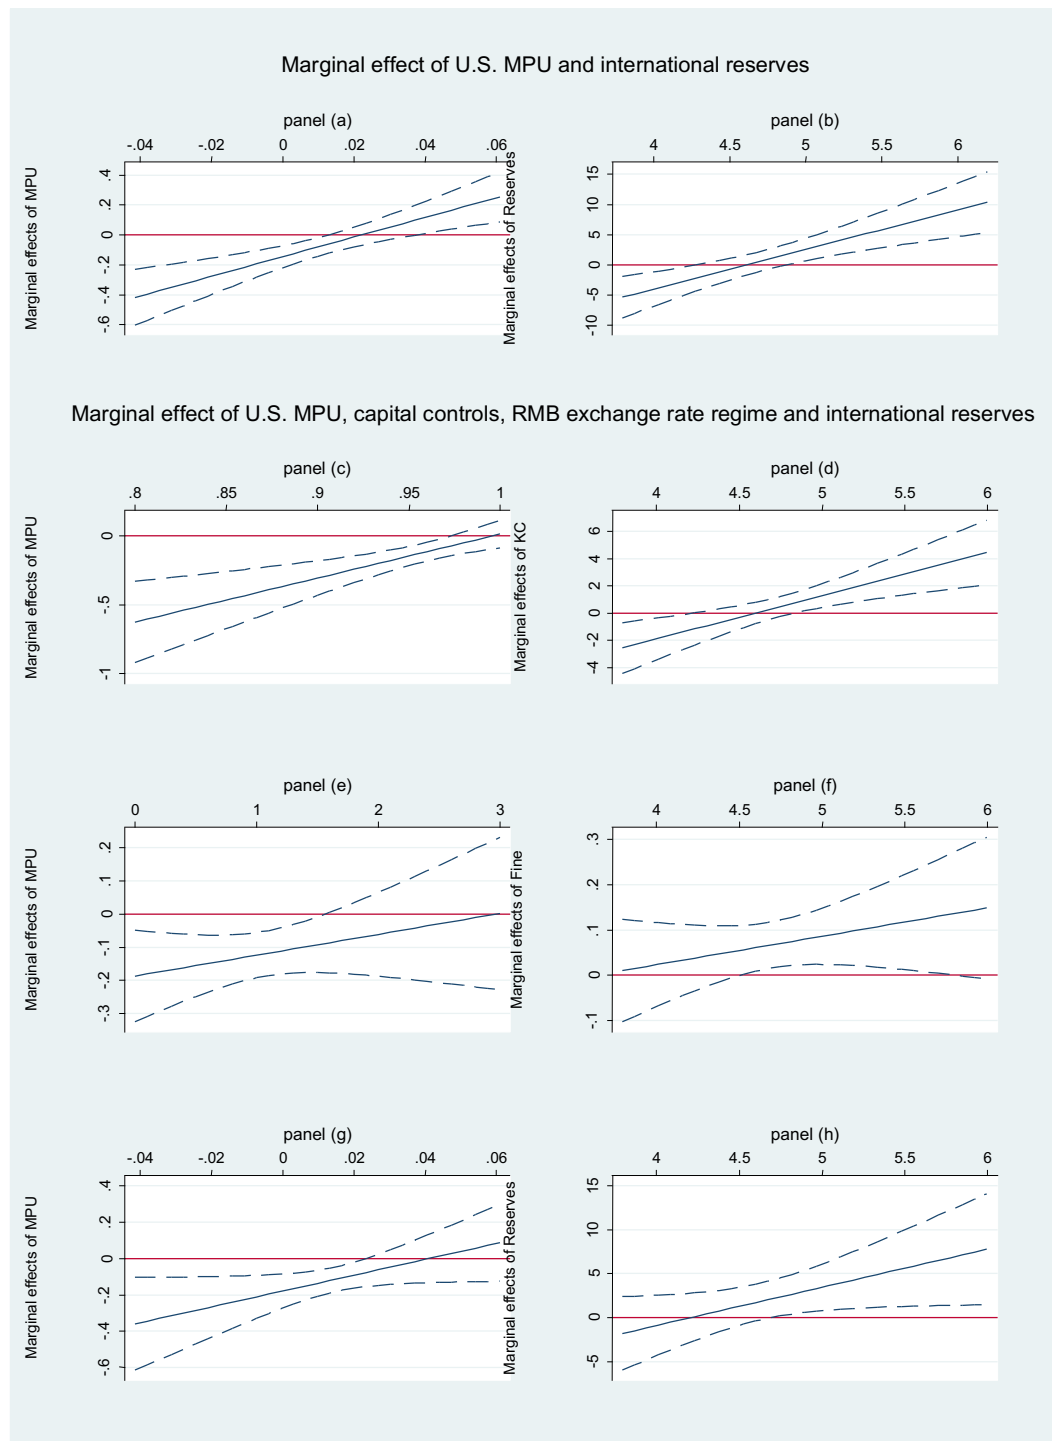 Marginal effect of U.S. MPU and international reserves
panel (a)
-.04 -.02 0 .02 .04 .06
Marginal effects of MPU
.4
.2
0
-.2
-.4
-.6
panel (b)
4 4.5 5 5.5 6
Marginal effects of Reserves
15
10
5
0
-5
-10
Marginal effect of U.S. MPU, capital controls, RMB exchange rate regime and international reserves
panel (c)
.8 .85 .9 .95 1
Marginal effects of MPU
0
-.5
-1
panel (d)
4 4.5 5 5.5 6
Marginal effects of KC
6
4
2
0
-2
-4
panel (e)
0 1 2 3
Marginal effects of MPU
.2
.1
0
-.1
-.2
-.3
panel (f)
4 4.5 5 5.5 6
Marginal effects of Fine
.3
.2
.1
0
-.1
panel (g)
-.04 -.02 0 .02 .04 .06
Marginal effects of MPU
.4
.2
0
-.2
-.4
-.6
panel (h)
4 4.5 5 5.5 6
Marginal effects of Reserves
15
10
5
0
-5